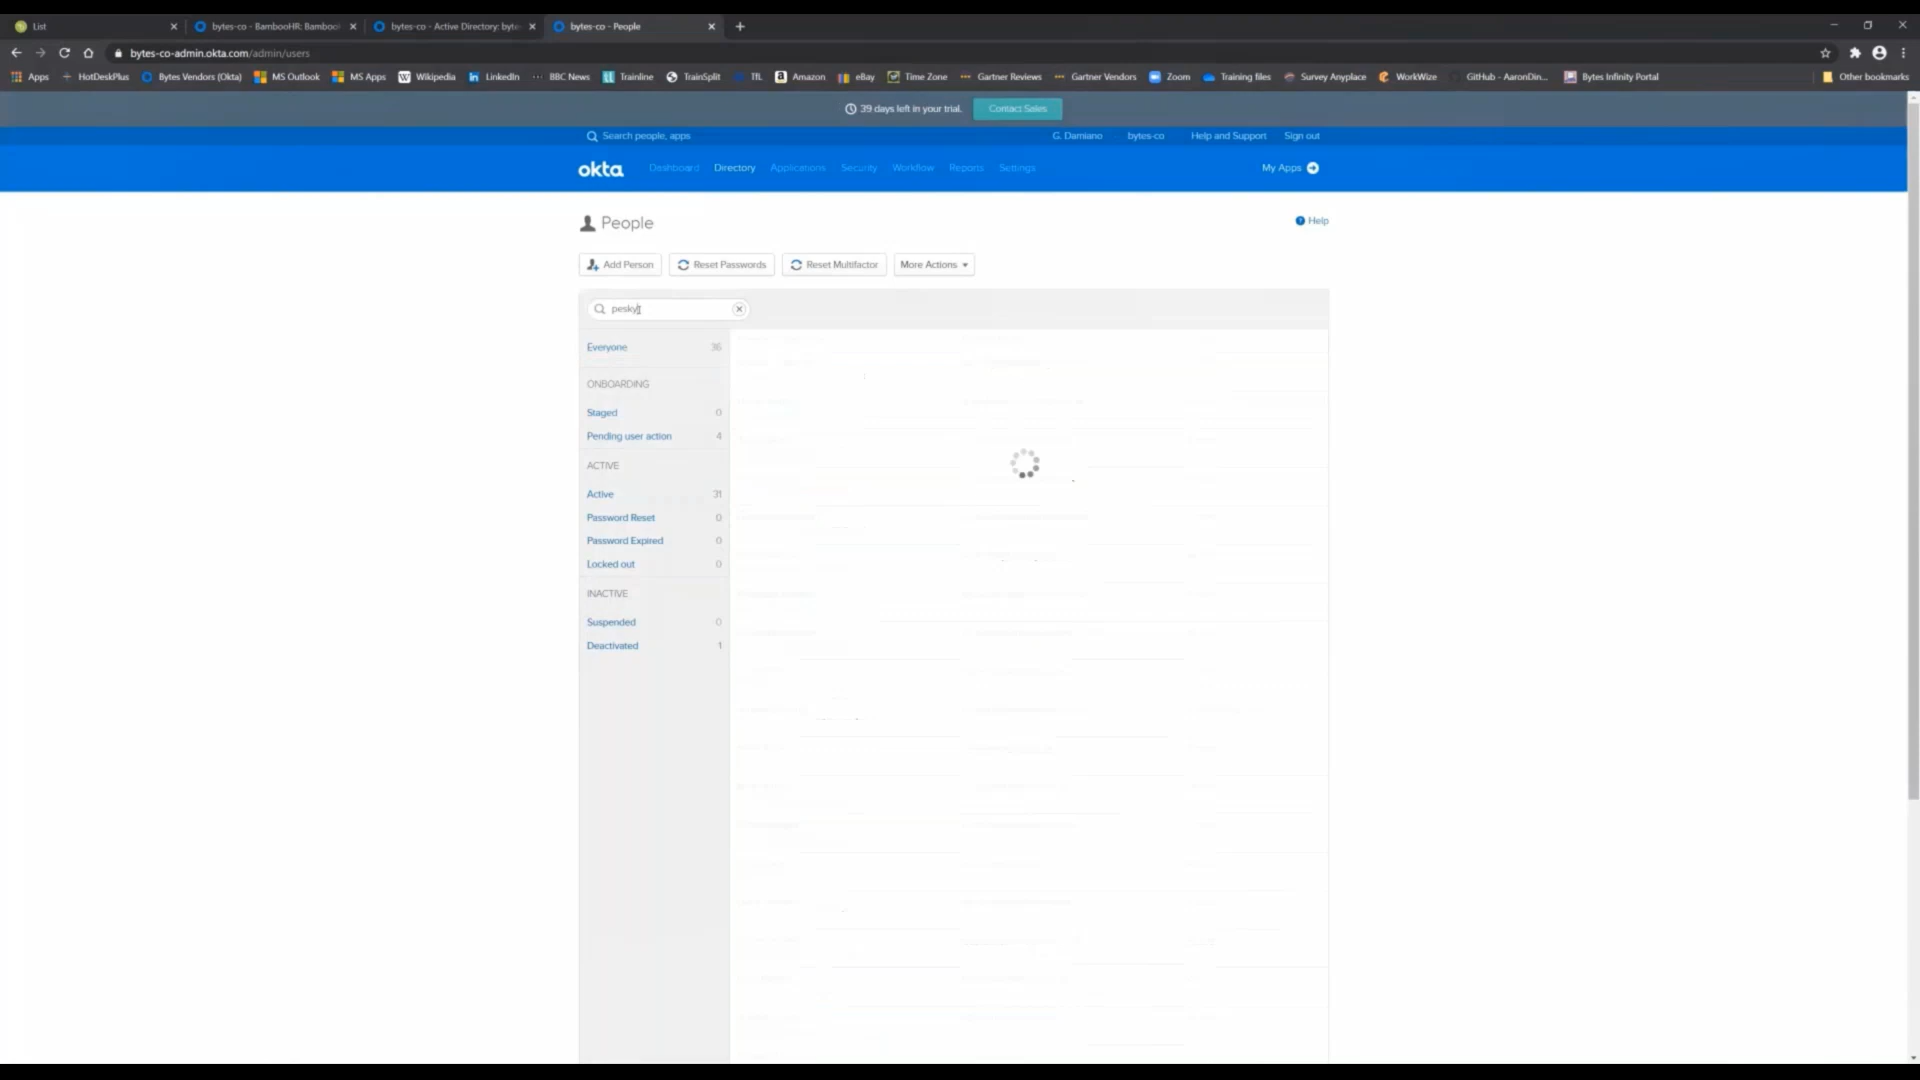 List
bytes-co - BambooHR: Bamboo
bytes-co - Active Directory: byte
bytes-co - People
bytes-co-admin.okta.com/admin/users
Apps HotDeskPlus Bytes Vendors (Okta) MS Outlook MS Apps Wikipedia LinkedIn BBC News Trainline TrainSplit TfL Amazon eBay Time Zone Gartner Reviews Gartner Vendors Zoom Training files Survey Anyplace WorkWize GitHub - AaronDin... Bytes Infinity Portal Other bookmarks
39 days left in your trial. Contact Sales
Search people, apps G. Damiano bytes-co Help and Support Sign out
okta Dashboard Directory Applications Security Workflow Reports Settings My Apps
People Help
Add Person Reset Passwords Reset Multifactor More Actions
pesky
Everyone 36
ONBOARDING
Staged 0
Pending user action 4
ACTIVE
Active 31
Password Reset 0
Password Expired 0
Locked out 0
INACTIVE
Suspended 0
Deactivated 1